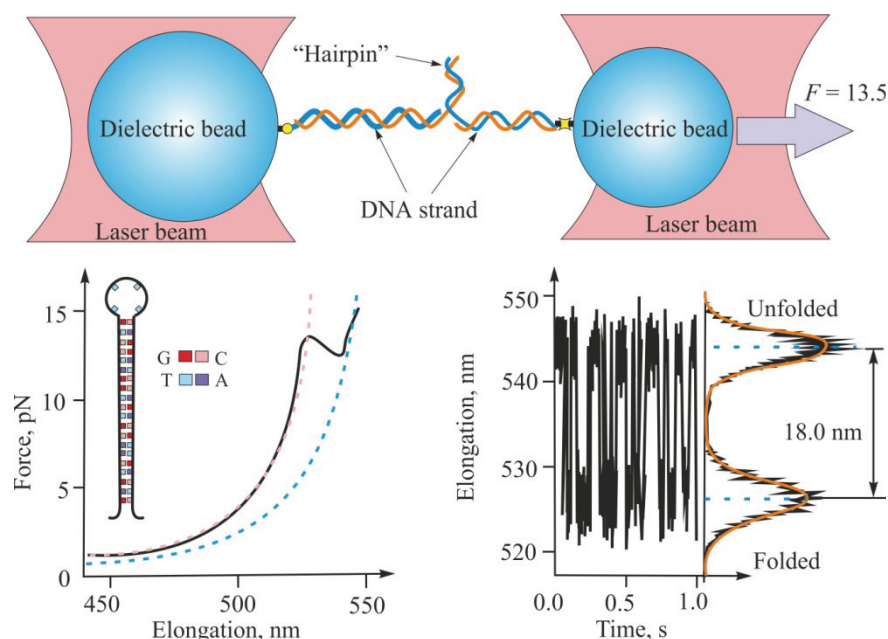 “Hairpin”
F = 13.5
Dielectric bead
Dielectric bead
DNA strand
Laser beam
Laser beam
15
10
5
0
Force, pN
G
C
T
A
450
500
550
Elongation, nm
550
540
530
520
Elongation, nm
Unfolded
18.0 nm
Folded
0.0
0.5
1.0
Time, s